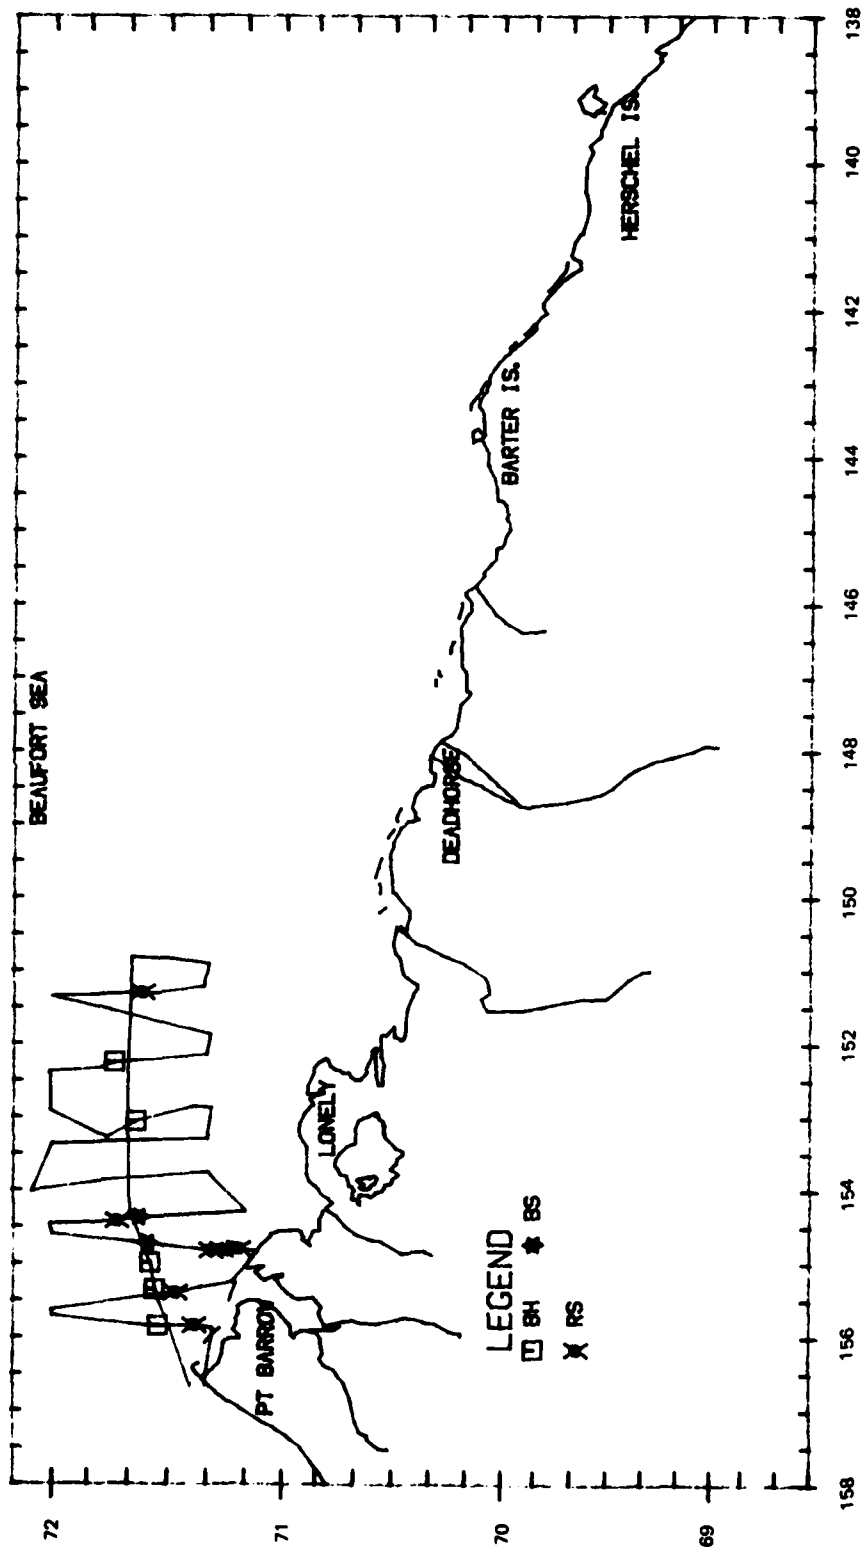 BEAUFORT SEA
72
71
70
69
PT BARROW
LONELY
DEADHORSE
BARTER IS.
HERSCHEL IS.
LEGEND
BH BS
RS
158 156 154 152 150 148 146 144 142 140 138